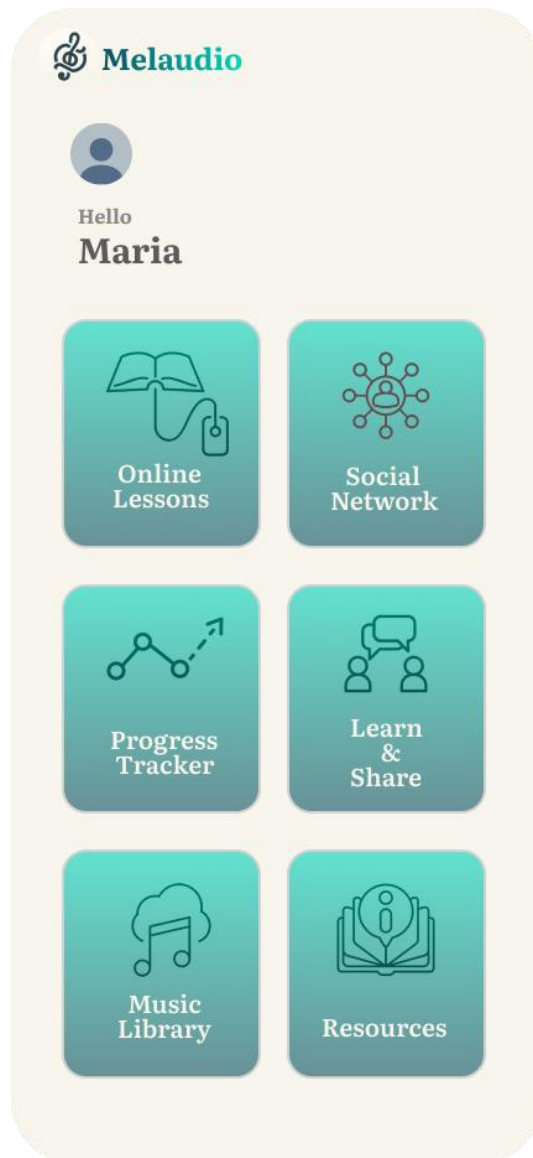 Melaudio
Hello
Maria
Online
Lessons
Social
Network
Progress
Tracker
Learn
&
Share
Music
Library
Resources